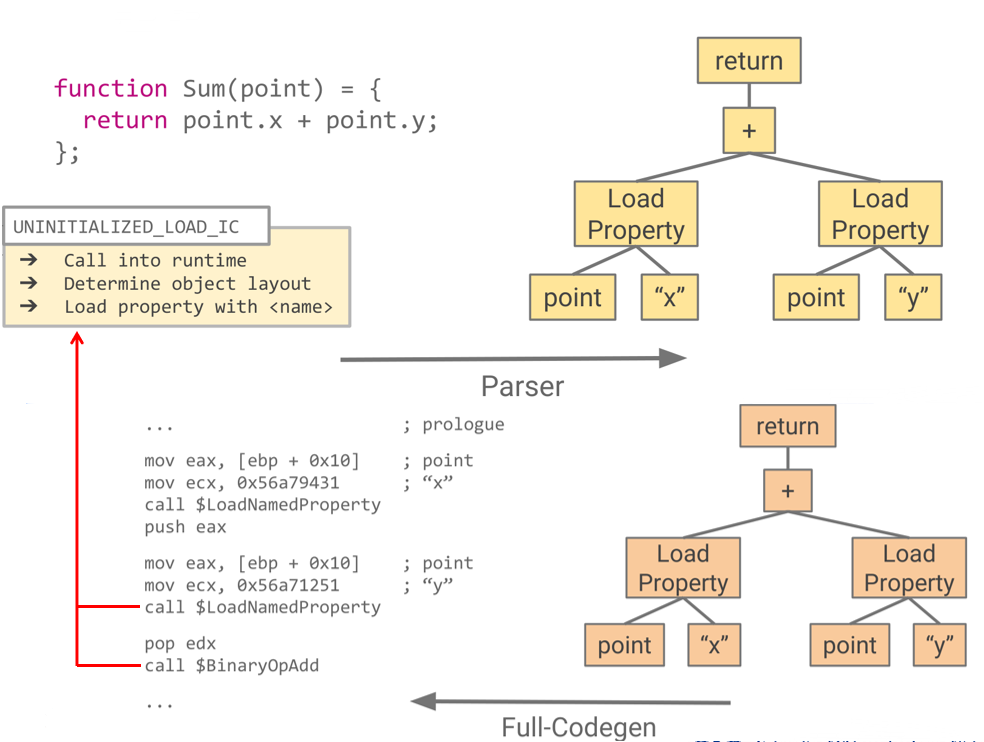 function Sum(point) = {
return point.x + point.y;
};
return
+
Load
Property
Load
Property
point
“x”
point
“y”
UNINITIALIZED_LOAD_IC
➔ Call into runtime
➔ Determine object layout
➔ Load property with <name>
Parser
... ; prologue
mov eax, [ebp + 0x10] ; point
mov ecx, 0x56a79431 ; “x”
call $LoadNamedProperty
push eax
mov eax, [ebp + 0x10] ; point
mov ecx, 0x56a71251 ; “y”
call $LoadNamedProperty
pop edx
call $BinaryOpAdd
...
return
+
Load
Property
Load
Property
point
“x”
point
“y”
Full-Codegen